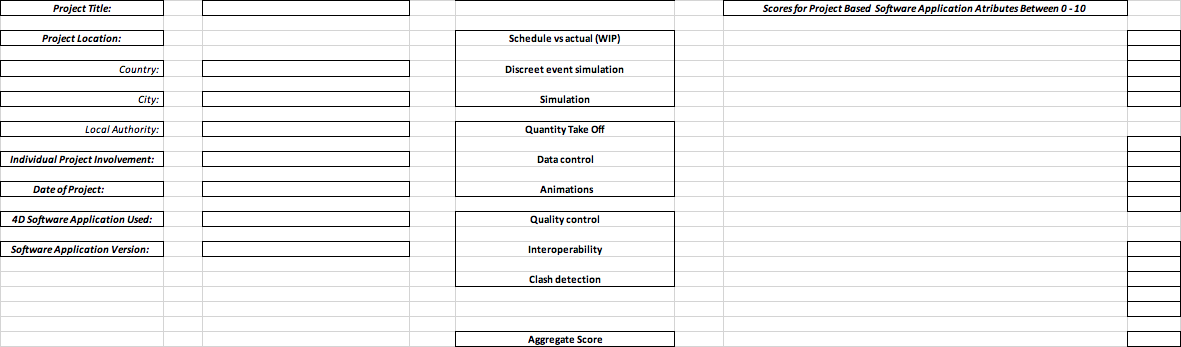 Project Title:
Scores for Project Based Software Application Atributes Between 0 - 10
Project Location:
Schedule vs actual (WIP)
Country:
Discreet event simulation
City:
Simulation
Local Authority:
Quantity Take Off
Individual Project Involvement:
Data control
Date of Project:
Animations
4D Software Application Used:
Quality control
Software Application Version:
Interoperability
Clash detection
Aggregate Score